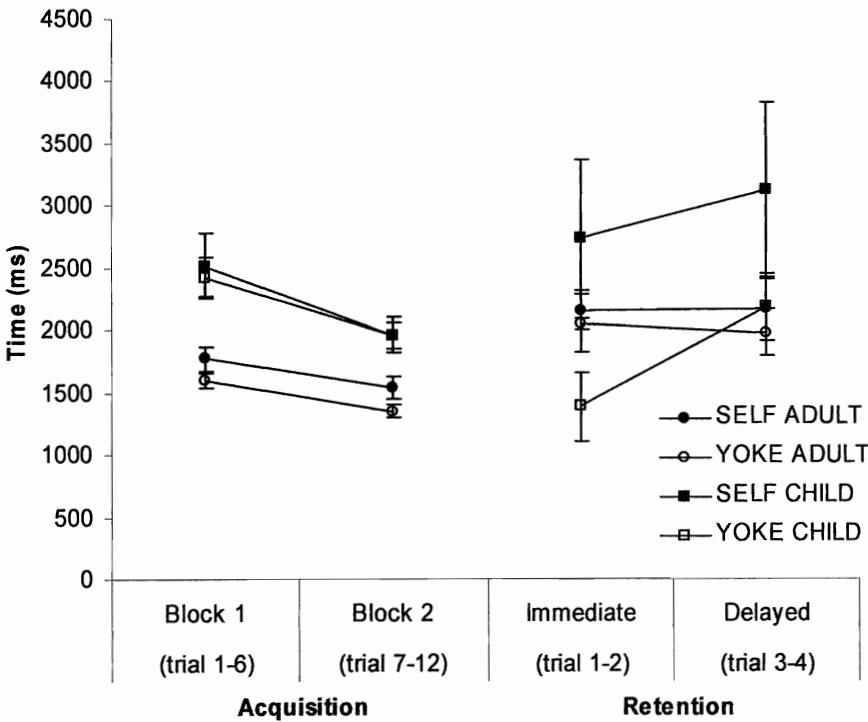 4500
4000
3500
3000
2500
2000
1500
1000
500
0
Time (ms)
SELF ADULT
YOKE ADULT
SELF CHILD
YOKE CHILD
Block 1 Block 2 Immediate Delayed
(trial 1-6) (trial 7-12) (trial 1-2) (trial 3-4)
Acquisition Retention